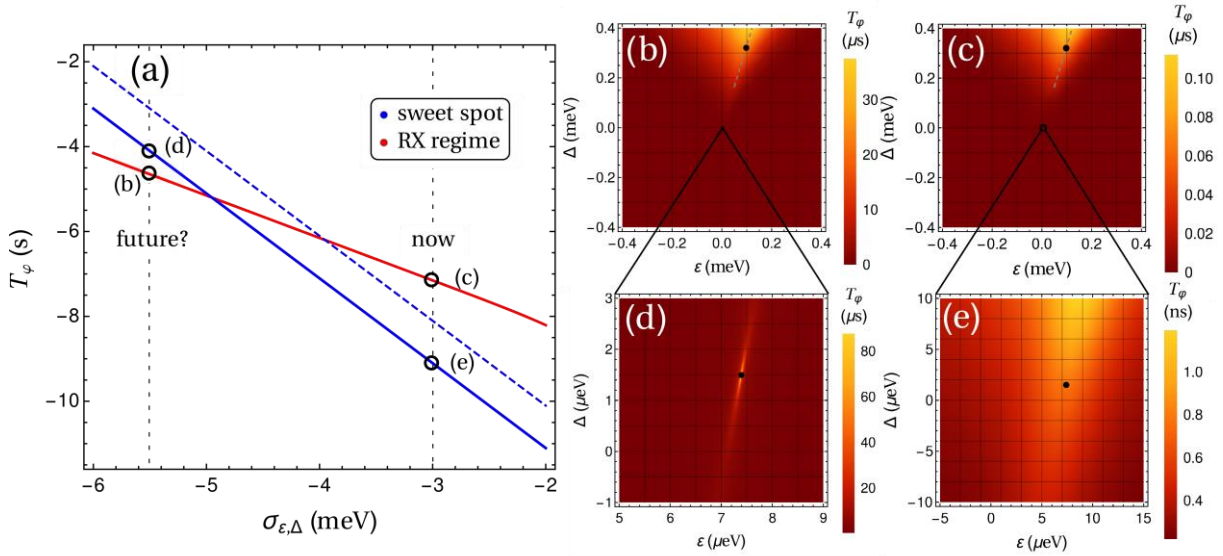 (a)
sweet spot
RX regime
(d)
(b)
(c)
(e)
future?
now
−2
−4
−6
−8
−10
T_φ (s)
−6
−5
−4
−3
−2
σ_ε,Δ (meV)
(b)
T_φ
(μs)
0.4
0.2
0.0
−0.2
−0.4
Δ (meV)
−0.4
−0.2
0.0
0.2
0.4
ε (meV)
30
20
10
0
(c)
T_φ
(μs)
0.4
0.2
0.0
−0.2
−0.4
Δ (meV)
−0.4
−0.2
0.0
0.2
0.4
ε (meV)
0.10
0.08
0.06
0.04
0.02
0
(d)
T_φ
(μs)
3
2
1
0
−1
Δ (μeV)
5
6
7
8
9
ε (μeV)
80
60
40
20
(e)
T_φ
(ns)
10
5
0
−5
−10
Δ (μeV)
−5
0
5
10
15
ε (μeV)
1.0
0.8
0.6
0.4